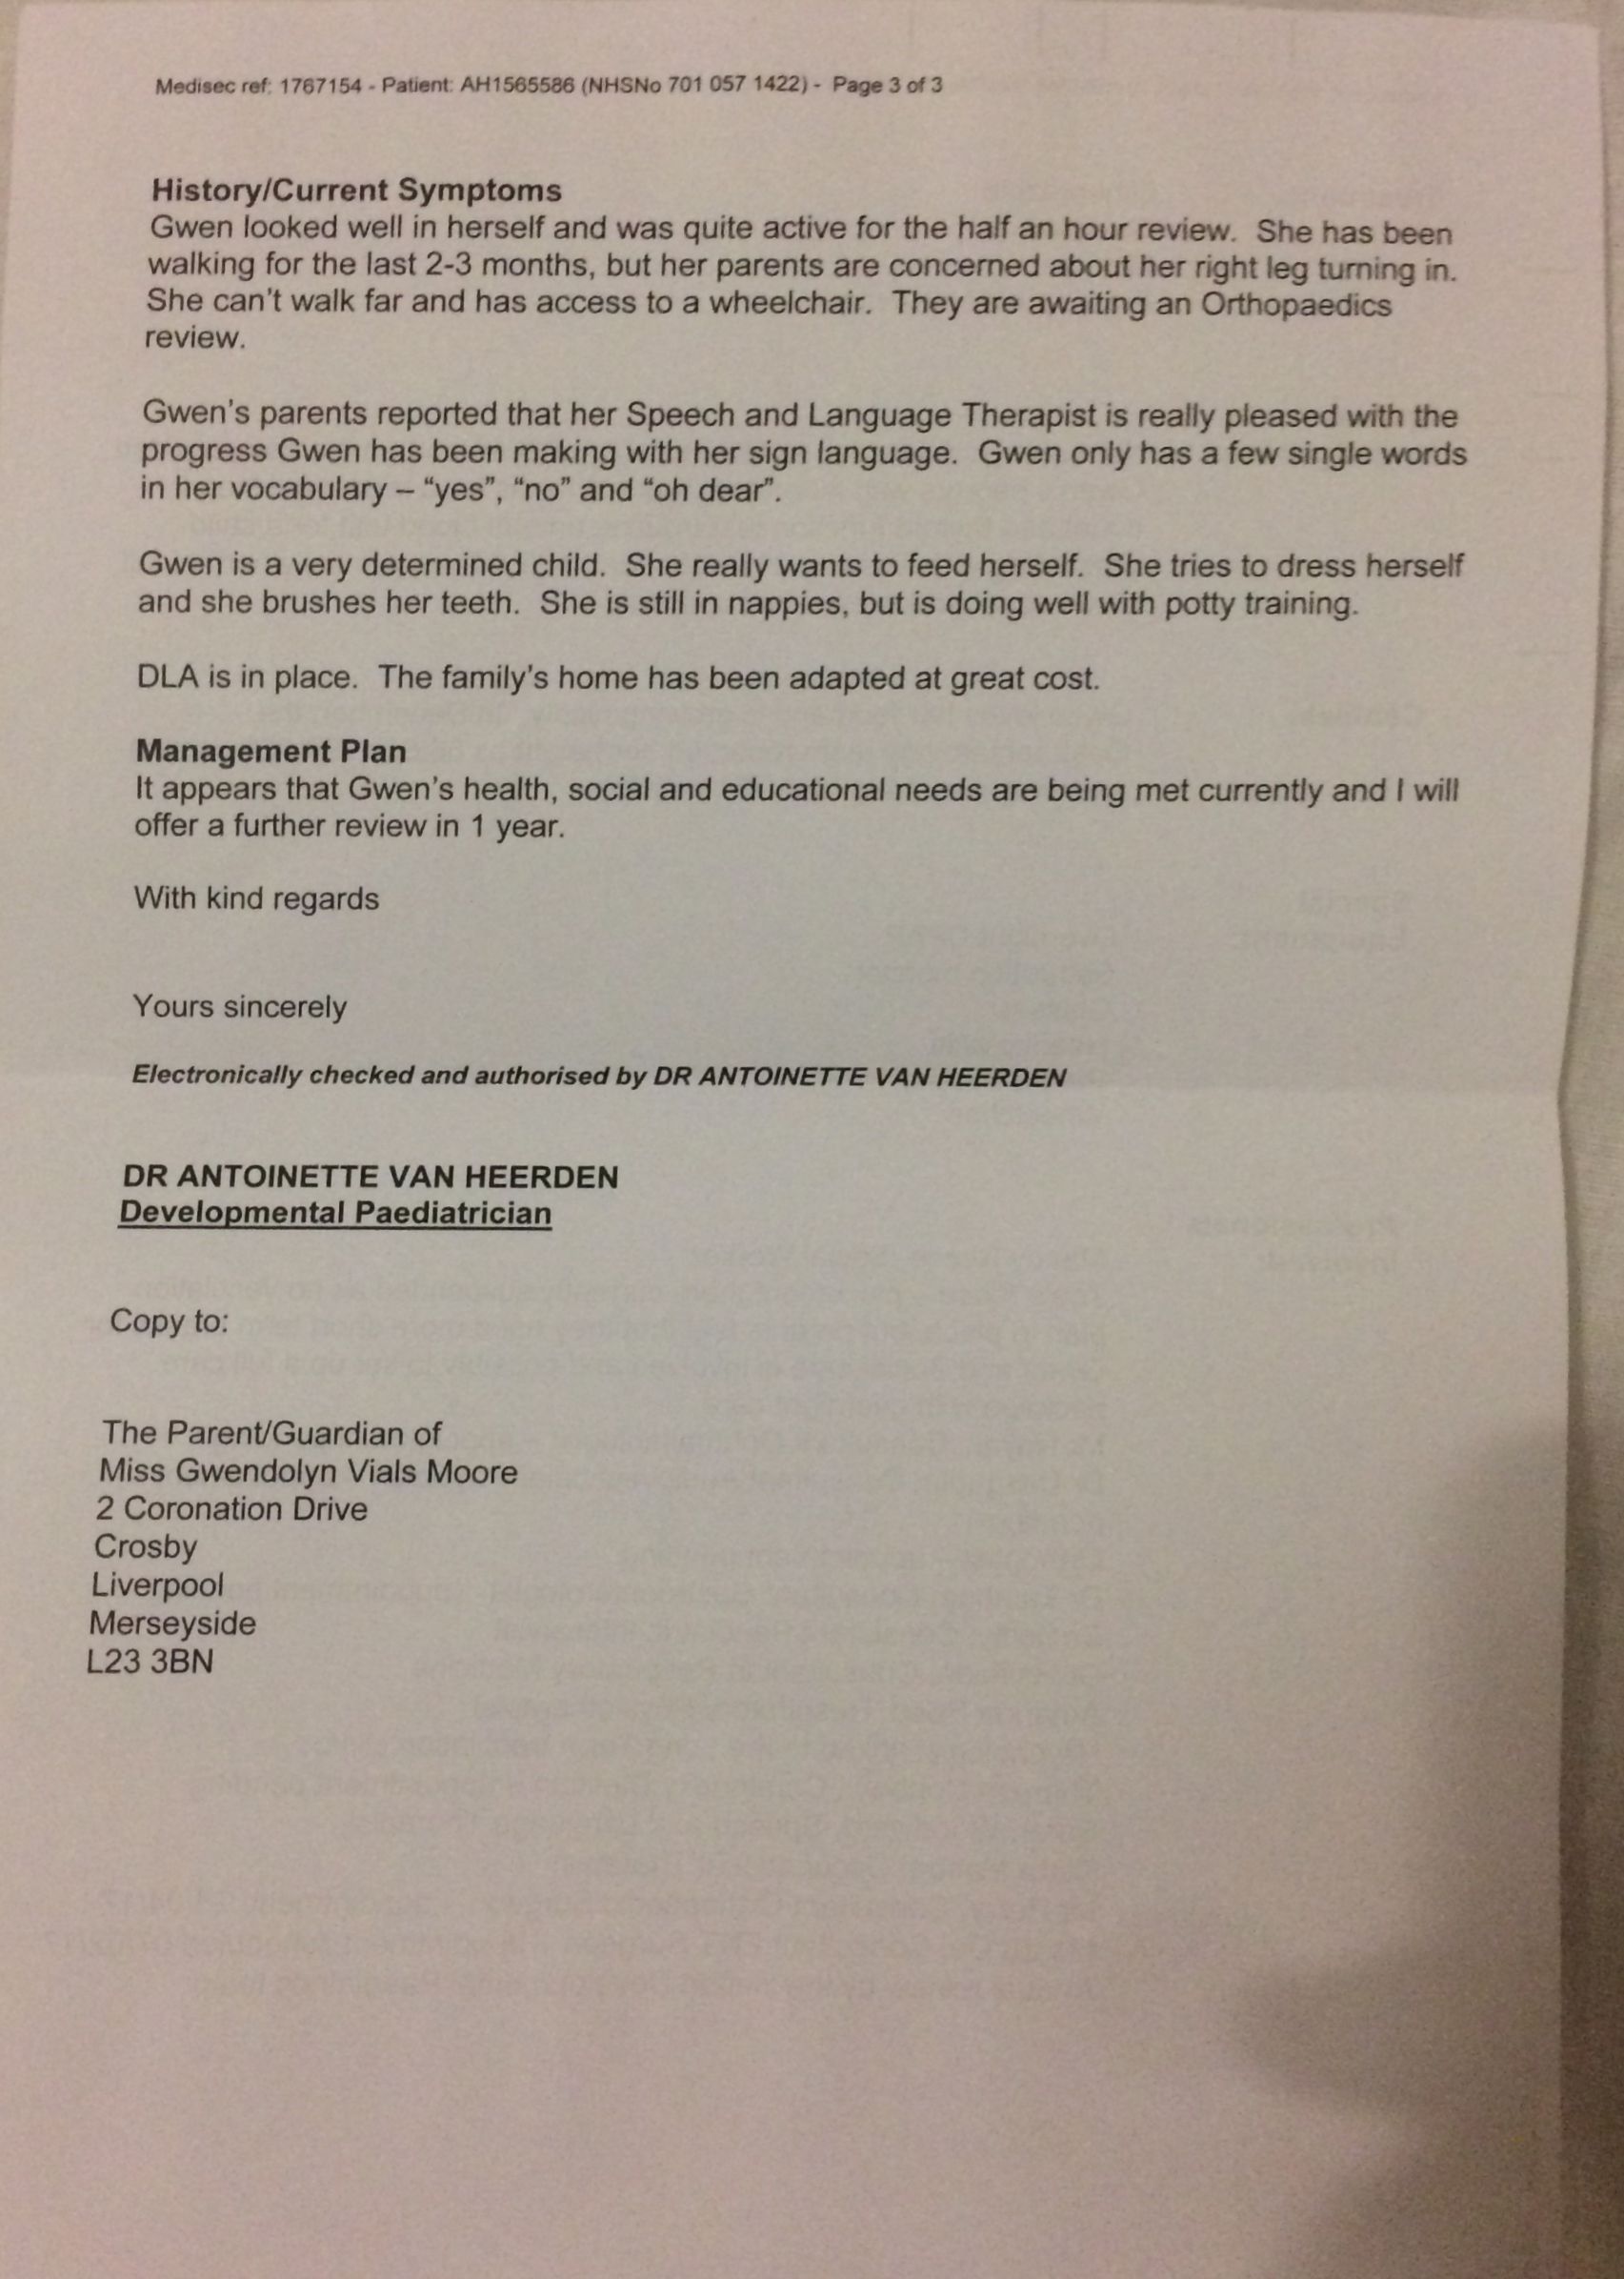 Medisec ref: 1767154 - Patient: AH1565586 (NHSNo 701 057 1422) - Page 3 of 3
History/Current Symptoms
Gwen looked well in herself and was quite active for the half an hour review. She has been
walking for the last 2-3 months, but her parents are concerned about her right leg turning in.
She can't walk far and has access to a wheelchair. They are awaiting an Orthopaedics
review.
Gwen's parents reported that her Speech and Language Therapist is really pleased with the
progress Gwen has been making with her sign language. Gwen only has a few single words
in her vocabulary – “yes”, “no” and “oh dear”.
Gwen is a very determined child. She really wants to feed herself. She tries to dress herself
and she brushes her teeth. She is still in nappies, but is doing well with potty training.
DLA is in place. The family's home has been adapted at great cost.
Management Plan
It appears that Gwen's health, social and educational needs are being met currently and I will
offer a further review in 1 year.
With kind regards
Yours sincerely
Electronically checked and authorised by DR ANTOINETTE VAN HEERDEN
DR ANTOINETTE VAN HEERDEN
Developmental Paediatrician
Copy to:
The Parent/Guardian of
Miss Gwendolyn Vials Moore
2 Coronation Drive
Crosby
Liverpool
Merseyside
L23 3BN